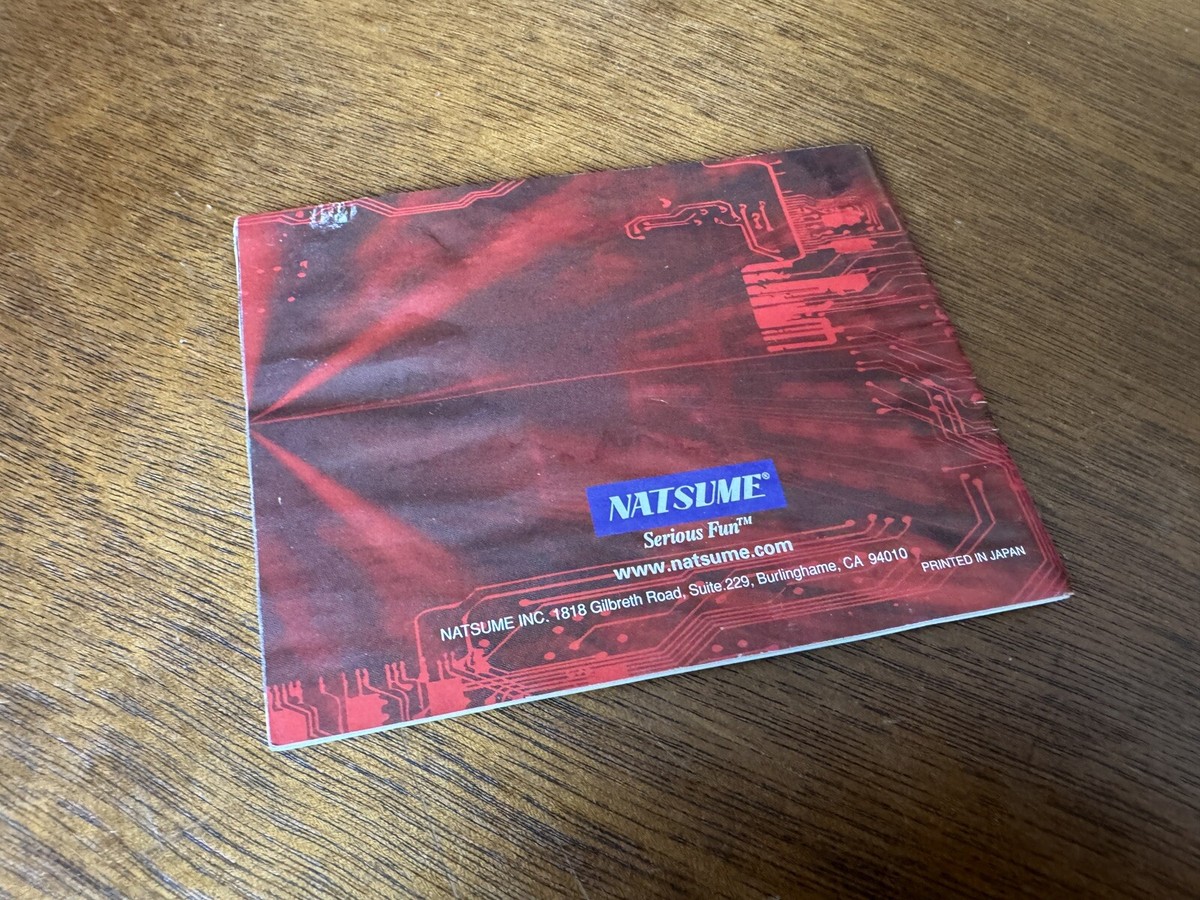 NATSUME®
Serious Fun™
www.natsume.com
NATSUME INC. 1818 Gilbreth Road, Suite.229, Burlinghame, CA 94010
PRINTED IN JAPAN